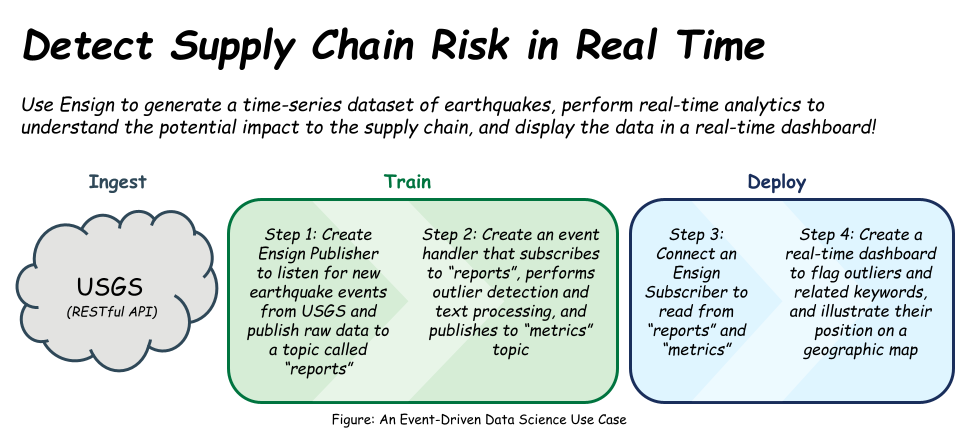 Detect Supply Chain Risk in Real Time
Use Ensign to generate a time-series dataset of earthquakes, perform real-time analytics to
understand the potential impact to the supply chain, and display the data in a real-time dashboard!
Ingest
USGS
(RESTful API)
Train
Step 1: Create
Ensign Publisher
to listen for new
earthquake events
from USGS and
publish raw data to
a topic called
“reports”
Step 2: Create an event
handler that subscribes
to “reports”, performs
outlier detection and
text processing, and
publishes to “metrics”
topic
Deploy
Step 3:
Connect an
Ensign
Subscriber to
read from
“reports” and
“metrics”
Step 4: Create a
real-time dashboard
to flag outliers and
related keywords,
and illustrate their
position on a
geographic map
Figure: An Event-Driven Data Science Use Case